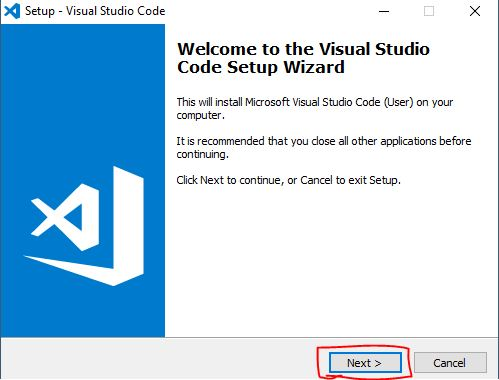 Setup - Visual Studio Code
Welcome to the Visual Studio
Code Setup Wizard
This will install Microsoft Visual Studio Code (User) on your
computer.
It is recommended that you close all other applications before
continuing.
Click Next to continue, or Cancel to exit Setup.
Next >
Cancel